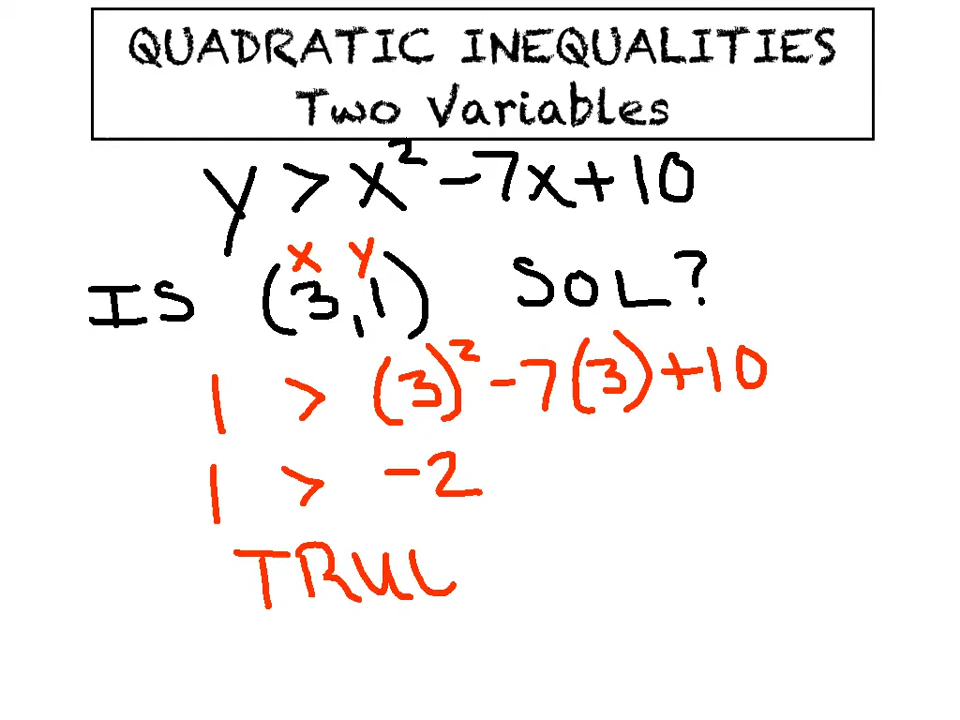 QUADRATIC INEQUALITIES
Two Variables
y > x² - 7x + 10
x y
IS (3,1) SOL?
1 > (3)² - 7(3) + 10
1 > -2
TRUL